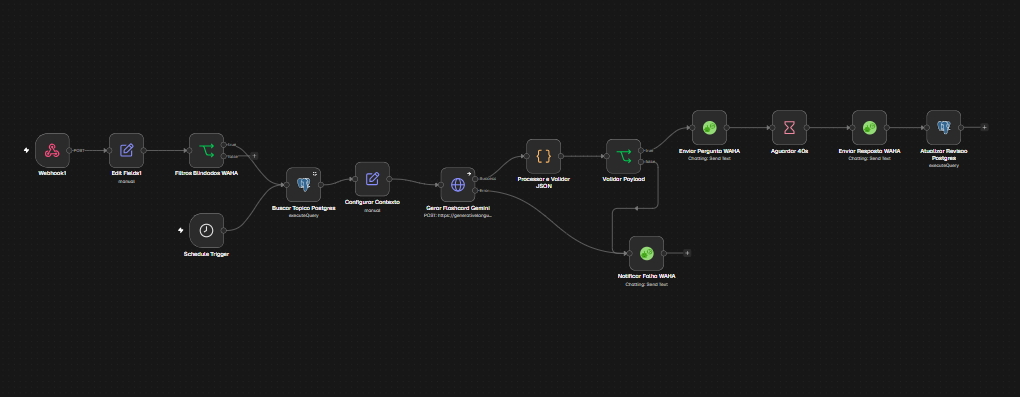 Webhook1
POST
Edit Fields1
manual
Filtros Blindados WAHA
true
false
Schedule Trigger
Buscar Topico Postgres
executeQuery
Configurar Contexto
manual
Gerar Flashcard Gemini
POST: https://generativelangu...
Success
Error
Processar e Validar
JSON
Validar Payload
true
false
Enviar Pergunta WAHA
Chatting: Send Text
Aguardar 40s
Enviar Resposta WAHA
Chatting: Send Text
Atualizar Revisao
Postgres
executeQuery
Notificar Falha WAHA
Chatting: Send Text